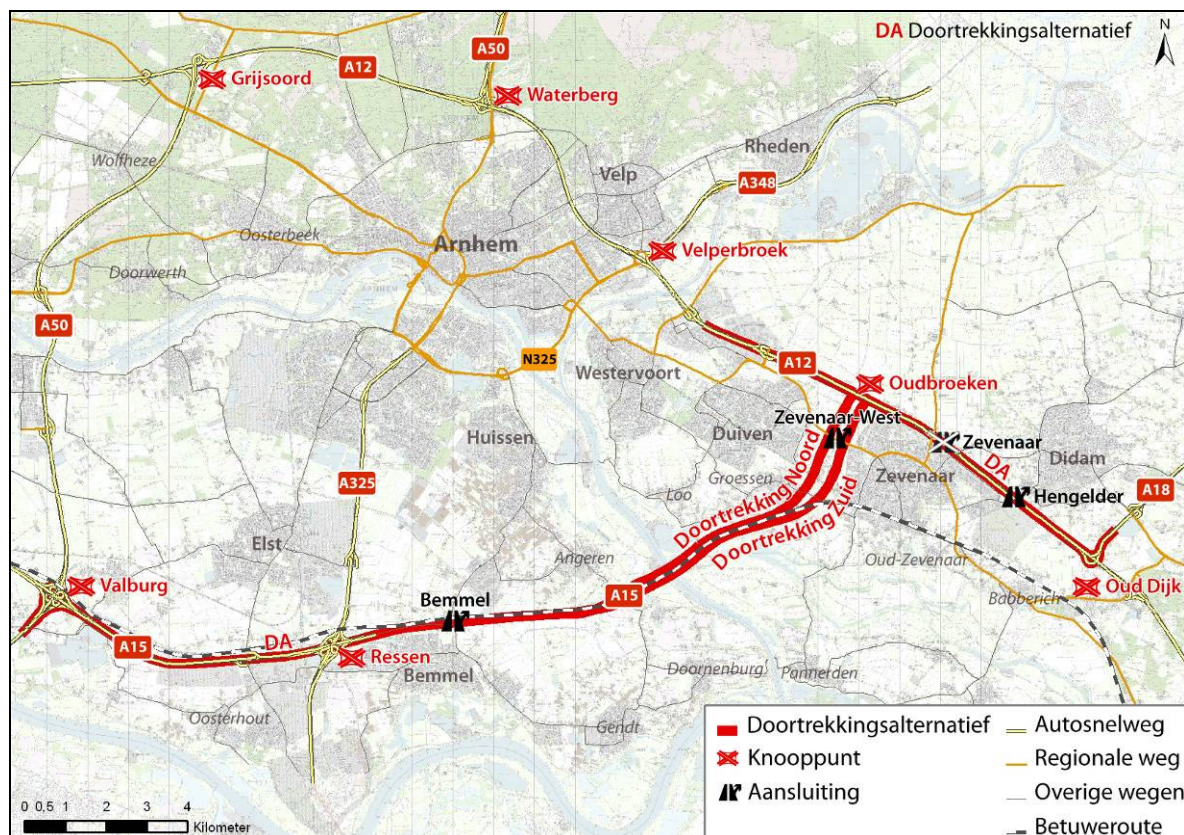 DA Doortrekkingsalternatief
N
A50
Grijsoord
A12
Waterberg
Wolfheze
Velp
Rheden
A348
Oosterbeek
Arnhem
Velperbroek
Doorwerth
ARNHEM
A50
N325
A12
Westervoort
Oudbroeken
Zevenaar-West
Huissen
Duiven
Zevenaar
Didam
Doortrekking Noord
Groessen
Zevenaar
DA
A325
Loo
Hengelder
A18
Doortrekking Zuid
Elst
Angeren
Oud-Zevenaar
Valburg
Bemmel
A15
Babberich
Oud Dijk
A15
DA
Ressen
Bemmel
Doornenburg
Pannerden
Oosterhout
Gendt
Doortrekkingsalternatief
Knooppunt
Aansluiting
Autosnelweg
Regionale weg
Overige wegen
Betuweroute
0 0,5 1 2 3 4
Kilometer